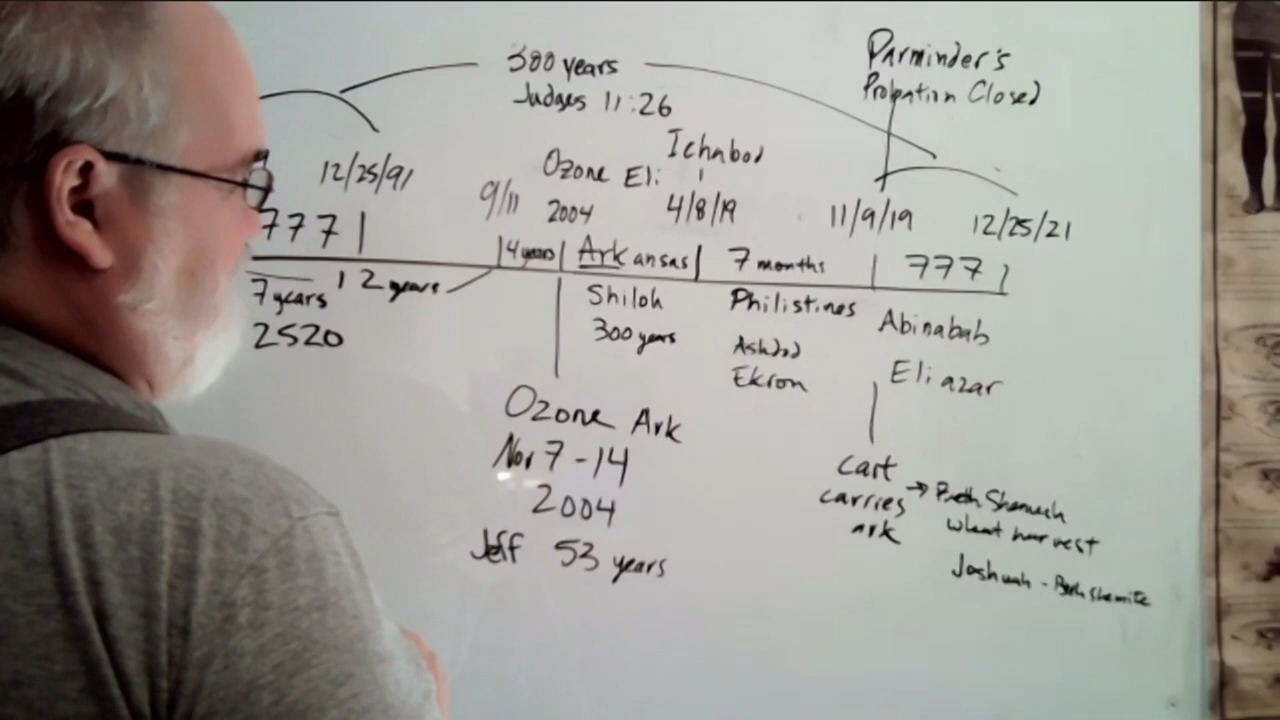 300 years
Judges 11:26
Parminder's
Probation Closed
12/25/91
9/11
Ozone
2004
Eli
Ichabod
4/8/19
11/9/19
12/25/21
777
4 years
Arkansas
7 months
777
7 years
2520
12 years
Shiloh
300 years
Philistines
Ashdod
Ekron
Abinabab
Eliazar
Ozone Ark
Nov 7-14
2004
Jeff 53 years
Cart
carries
ark
→ Beth Shemesh
wheat harvest
Joshuah - Bethshemite